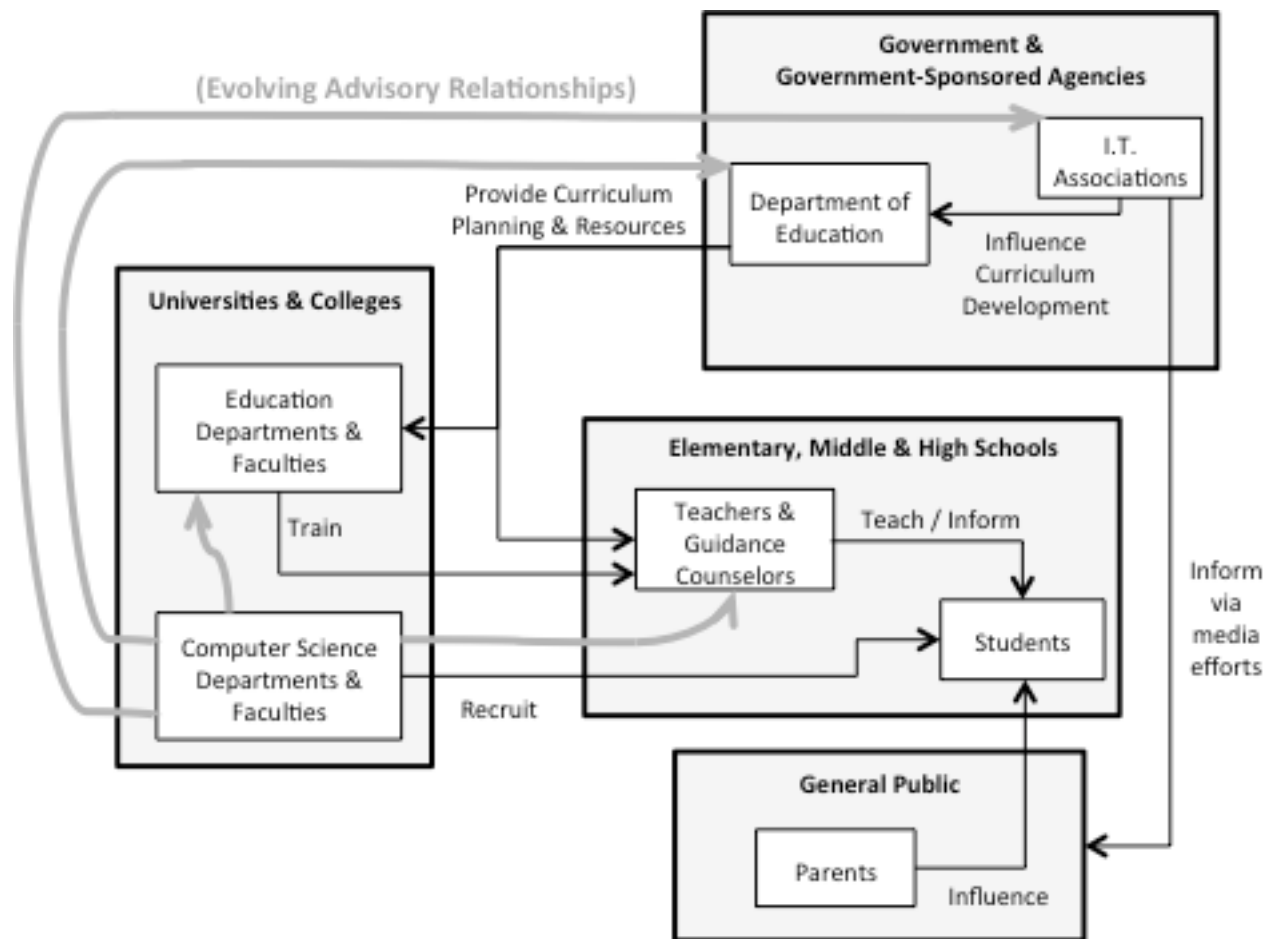 Government &
Government-Sponsored Agencies
(Evolving Advisory Relationships)
I.T.
Associations
Provide Curriculum
Planning & Resources
Department of
Education
Influence
Curriculum
Development
Universities & Colleges
Education
Departments &
Faculties
Elementary, Middle & High Schools
Train
Teachers &
Guidance
Counselors
Teach / Inform
Inform
via
media
efforts
Computer Science
Departments &
Faculties
Students
Recruit
General Public
Parents
Influence